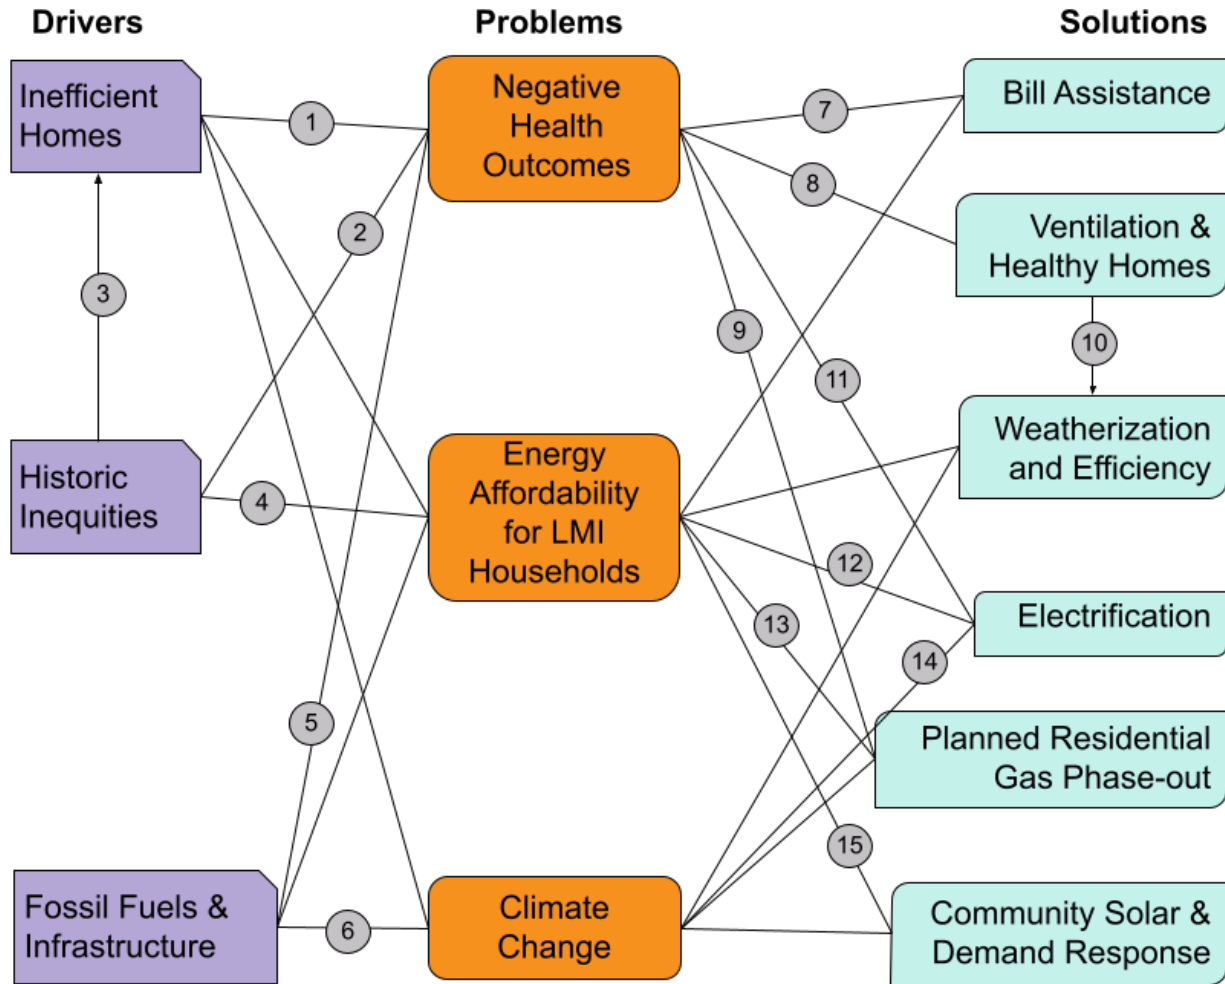 Drivers
Problems
Solutions
Inefficient
Homes
Negative
Health
Outcomes
Bill Assistance
1
7
8
2
Ventilation &
Healthy Homes
3
9
10
11
Historic
Inequities
4
Energy
Affordability
for LMI
Households
Weatherization
and Efficiency
12
13
Electrification
14
5
Planned Residential
Gas Phase-out
15
Fossil Fuels &
Infrastructure
6
Climate
Change
Community Solar &
Demand Response